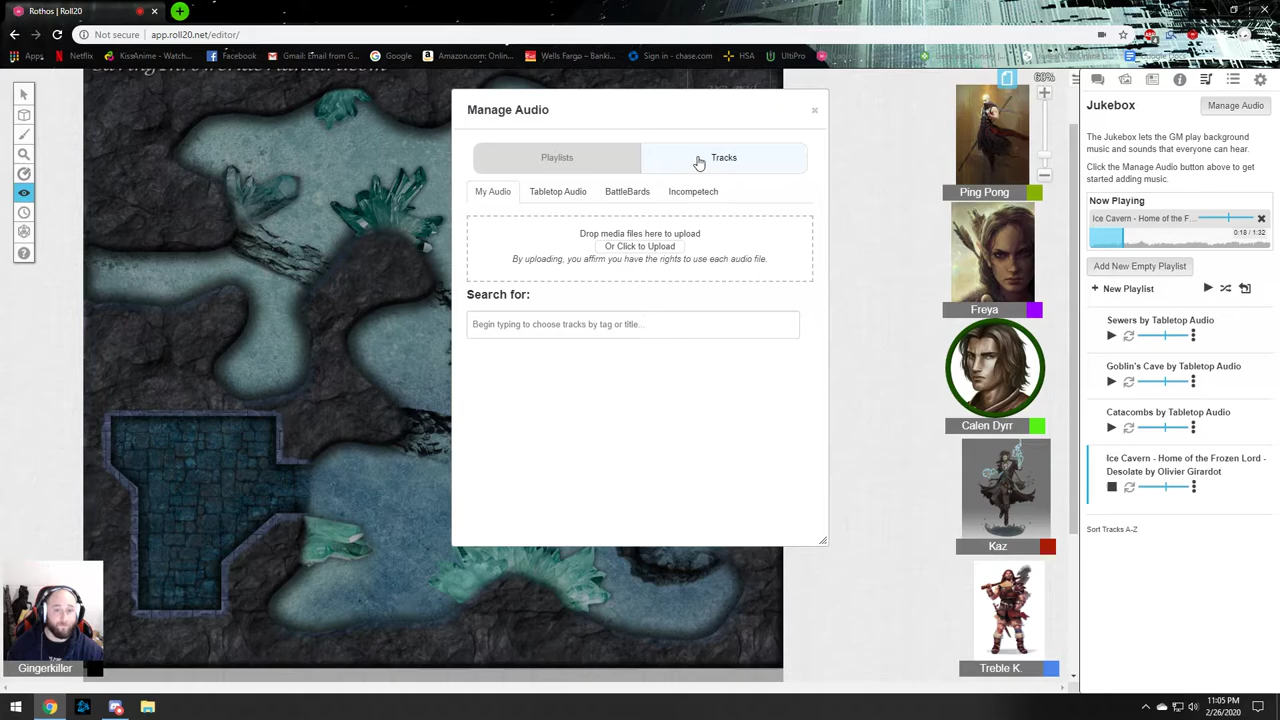 Rothos | Roll20
Not secure | app.roll20.net/editor/
Apps
Netflix
KissAnime - Watch...
Facebook
Gmail: Email from G...
Google
Amazon.com: Onlin...
Wells Fargo – Banki...
Sign in - chase.com
HSA
UltiPro
60%
Manage Audio
Playlists
Tracks
My Audio
Tabletop Audio
BattleBards
Incompetech
Drop media files here to upload
Or Click to Upload
By uploading, you affirm you have the rights to use each audio file.
Search for:
Begin typing to choose tracks by tag or title...
Ping Pong
Freya
Calen Dyrr
Kaz
Treble K.
Gingerkiller
Jukebox
Manage Audio
The Jukebox lets the GM play background
music and sounds that everyone can hear.
Click the Manage Audio button above to get
started adding music.
Now Playing
Ice Cavern - Home of the F...
0:18 / 1:32
Add New Empty Playlist
+ New Playlist
Sewers by Tabletop Audio
Goblin's Cave by Tabletop Audio
Catacombs by Tabletop Audio
Ice Cavern - Home of the Frozen Lord -
Desolate by Olivier Girardot
Sort Tracks A-Z
11:05 PM
2/26/2020